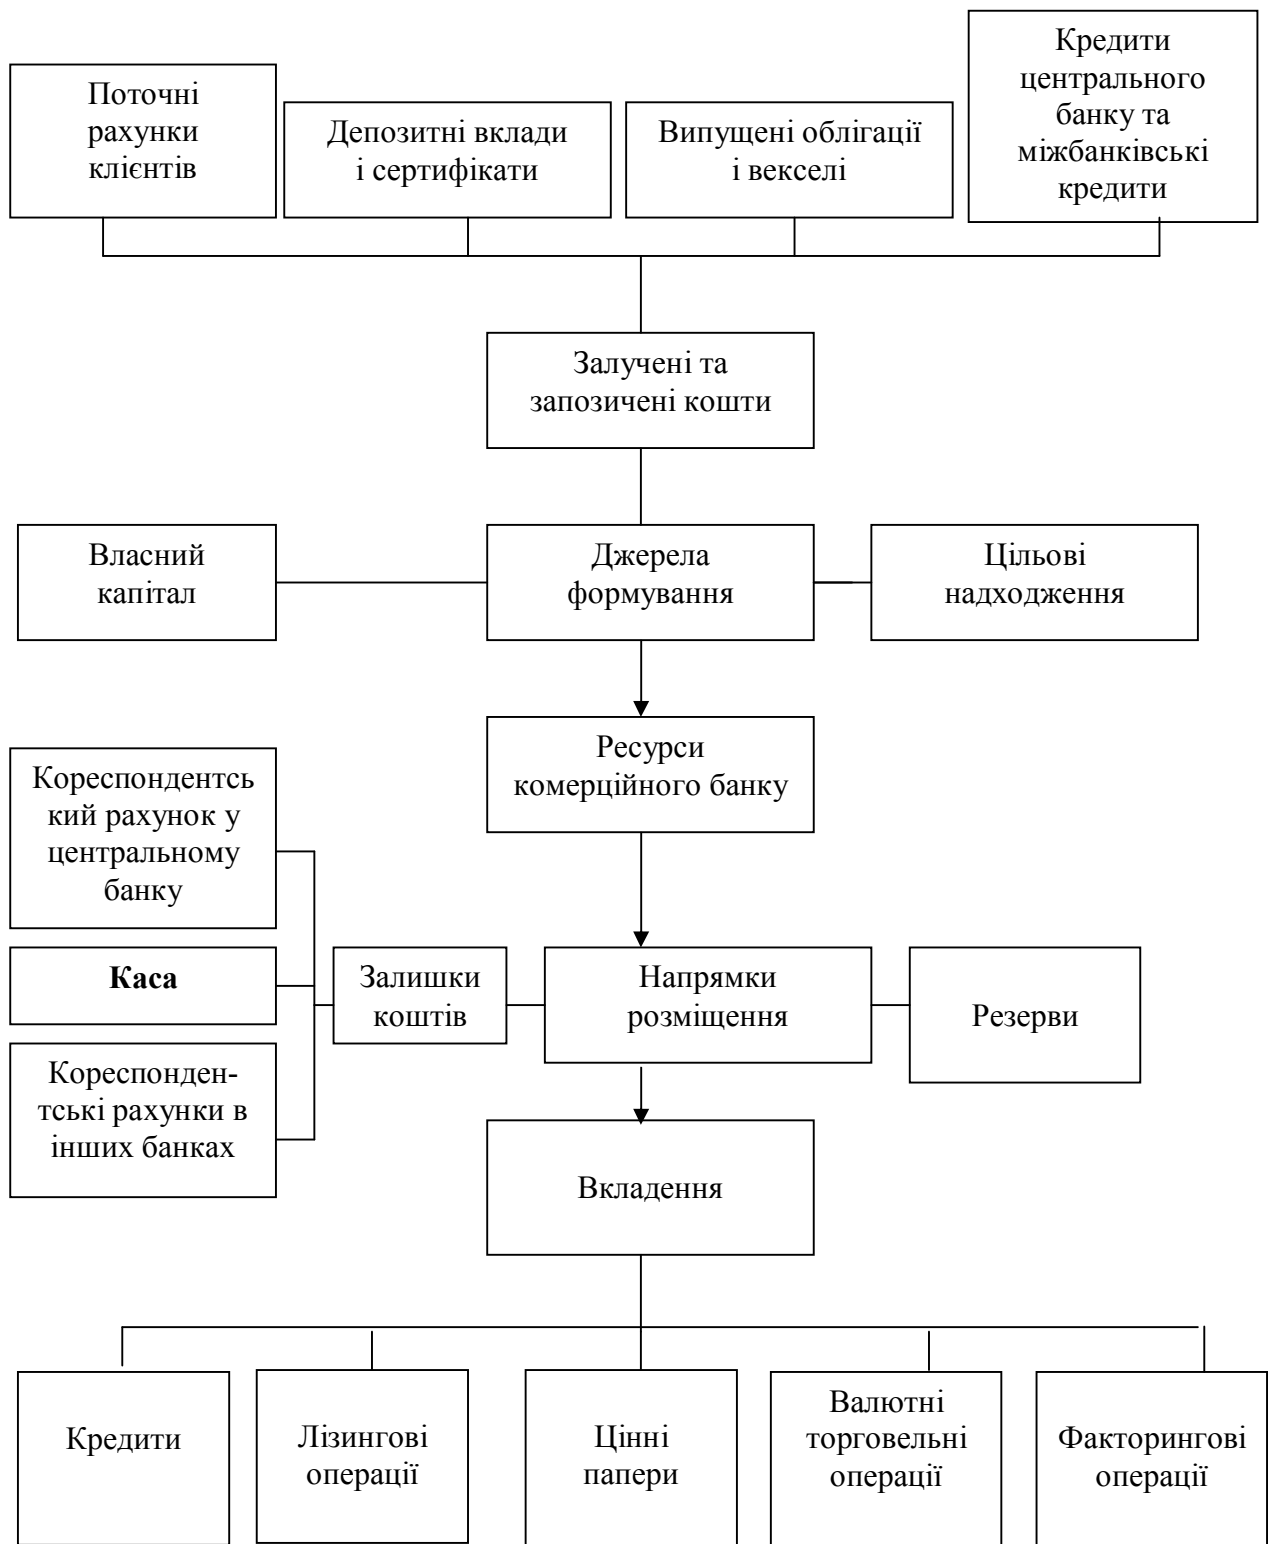 Поточні
рахунки
клієнтів
Депозитні вклади
і сертифікати
Випущені облігації
і векселі
Кредити
центрального
банку та
міжбанківські
кредити
Залучені та
запозичені кошти
Власний
капітал
Джерела
формування
Цільові
надходження
Ресурси
комерційного банку
Кореспондентсь
кий рахунок у
центральному
банку
Каса
Кореспонден-
тські рахунки в
інших банках
Залишки
коштів
Напрямки
розміщення
Резерви
Вкладення
Кредити
Лізингові
операції
Цінні
папери
Валютні
торговельні
операції
Факторингові
операції